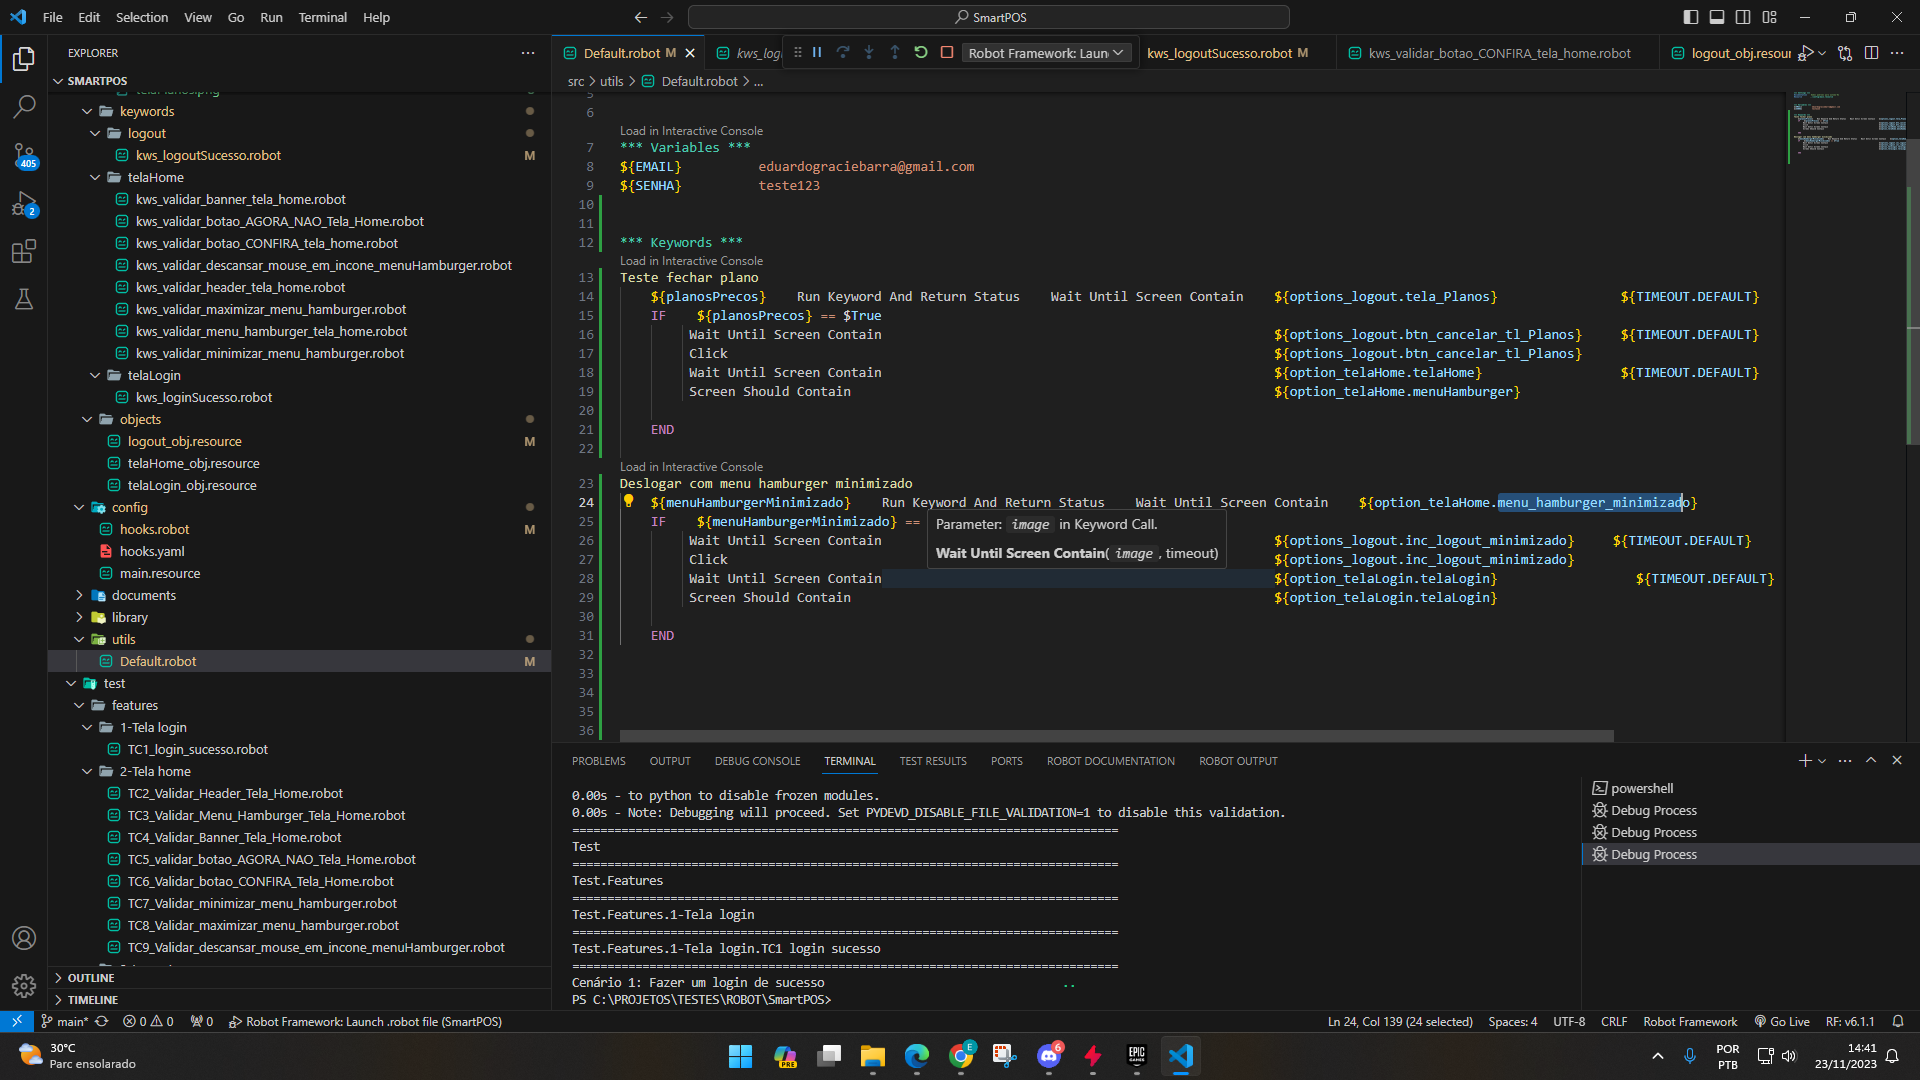 File Edit Selection View Go Run Terminal Help
SmartPOS
EXPLORER
SMARTPOS
keywords
logout
kws_logoutSucesso.robot M
telaHome
kws_validar_banner_tela_home.robot
kws_validar_botao_AGORA_NAO_Tela_Home.robot
kws_validar_botao_CONFIRA_tela_home.robot
kws_validar_descansar_mouse_em_incone_menuHamburger.robot
kws_validar_header_tela_home.robot
kws_validar_maximizar_menu_hamburger.robot
kws_validar_menu_hamburger_tela_home.robot
kws_validar_minimizar_menu_hamburger.robot
telaLogin
kws_loginSucesso.robot
objects
logout_obj.resource M
telaHome_obj.resource
telaLogin_obj.resource
config
hooks.robot
hooks.yaml
main.resource
documents
library
utils
Default.robot M
test
features
1-Tela login
TC1_login_sucesso.robot
2-Tela home
TC2_Validar_Header_Tela_Home.robot
TC3_Validar_Menu_Hamburger_Tela_Home.robot
TC4_Validar_Banner_Tela_Home.robot
TC5_validar_botao_AGORA_NAO_Tela_Home.robot
TC6_Validar_botao_CONFIRA_Tela_Home.robot
TC7_Validar_minimizar_menu_hamburger.robot
TC8_Validar_maximizar_menu_hamburger.robot
TC9_Validar_descansar_mouse_em_incone_menuHamburger.robot
OUTLINE
TIMELINE
405
2
Default.robot M kws_log Robot Framework: Laun kws_logoutSucesso.robot M kws_validar_botao_CONFIRA_tela_home.robot logout_obj.resour
src > utils > Default.robot > ...
5
6
Load in Interactive Console
7 *** Variables ***
8 ${EMAIL} eduardograciebarra@gmail.com
9 ${SENHA} teste123
10
11
12 *** Keywords ***
Load in Interactive Console
13 Teste fechar plano
14 ${planosPrecos} Run Keyword And Return Status Wait Until Screen Contain ${options_logout.tela_Planos} ${TIMEOUT.DEFAULT}
15 IF ${planosPrecos} == $True
16 Wait Until Screen Contain ${options_logout.btn_cancelar_tl_Planos} ${TIMEOUT.DEFAULT}
17 Click ${options_logout.btn_cancelar_tl_Planos}
18 Wait Until Screen Contain ${option_telaHome.telaHome} ${TIMEOUT.DEFAULT}
19 Screen Should Contain ${option_telaHome.menuHamburger}
20
21 END
22
Load in Interactive Console
23 Deslogar com menu hamburger minimizado
24 ${menuHamburgerMinimizado} Run Keyword And Return Status Wait Until Screen Contain ${option_telaHome.menu_hamburger_minimizado}
25 IF ${menuHamburgerMinimizado} ==
Parameter: image in Keyword Call.
Wait Until Screen Contain( image , timeout)
26 Wait Until Screen Contain ${options_logout.inc_logout_minimizado} ${TIMEOUT.DEFAULT}
27 Click ${options_logout.inc_logout_minimizado}
28 Wait Until Screen Contain ${option_telaLogin.telaLogin} ${TIMEOUT.DEFAULT}
29 Screen Should Contain ${option_telaLogin.telaLogin}
30
31 END
32
33
34
35
36
PROBLEMS OUTPUT DEBUG CONSOLE TERMINAL TEST RESULTS PORTS ROBOT DOCUMENTATION ROBOT OUTPUT
0.00s - to python to disable frozen modules.
0.00s - Note: Debugging will proceed. Set PYDEVD_DISABLE_FILE_VALIDATION=1 to disable this validation.
==============================================================================
Test
==============================================================================
Test.Features
==============================================================================
Test.Features.1-Tela login
==============================================================================
Test.Features.1-Tela login.TC1 login sucesso
==============================================================================
Cenário 1: Fazer um login de sucesso ..
PS C:\PROJETOS\TESTES\ROBOT\SmartPOS>
powershell
Debug Process
Debug Process
Debug Process
main* 0 0 0 Robot Framework: Launch .robot file (SmartPOS) Ln 24, Col 139 (24 selected) Spaces: 4 UTF-8 CRLF Robot Framework Go Live RF: v6.1.1
30°C
Parc ensolarado
PRE
E
6
EPIC GAMES
POR
PTB
14:41
23/11/2023